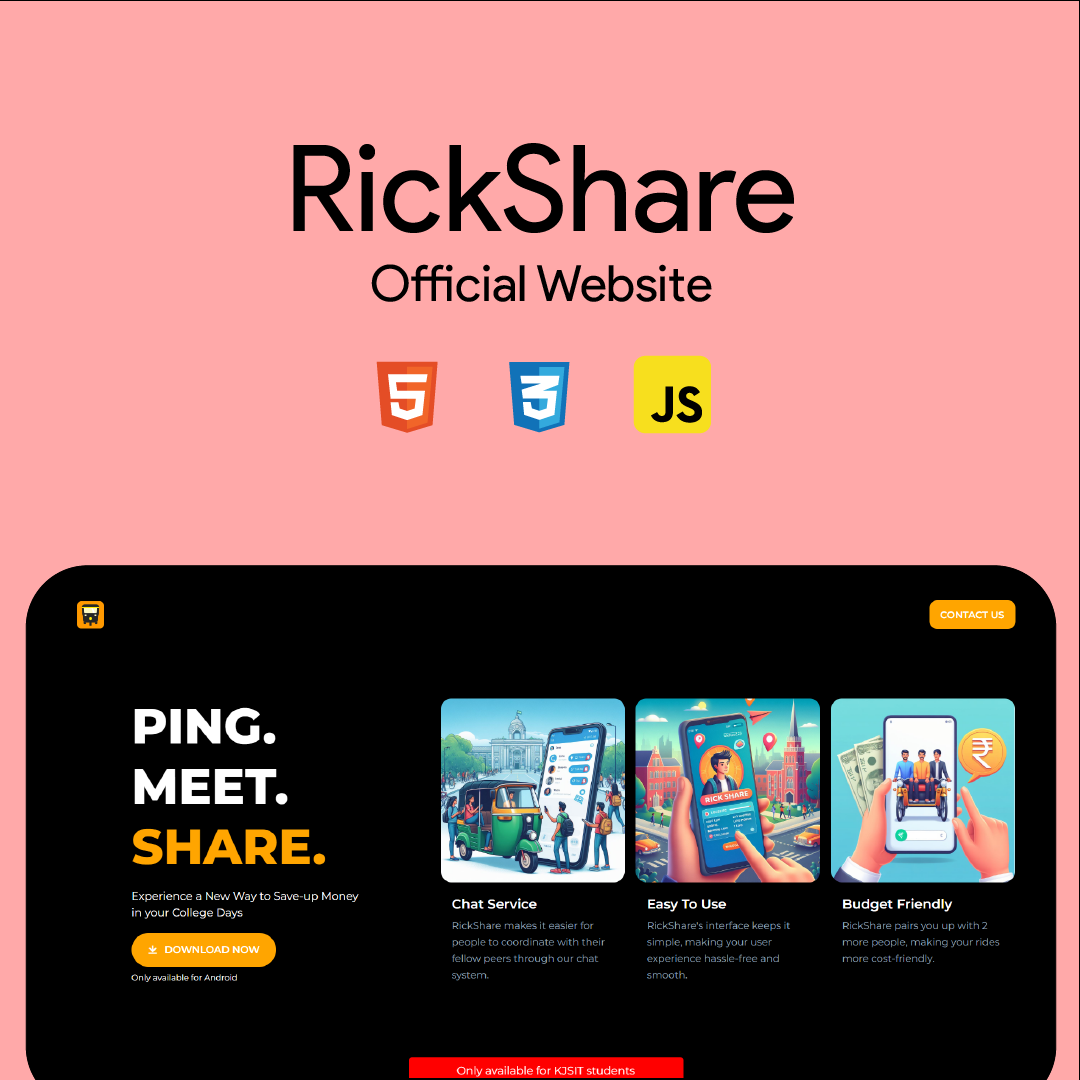 RickShare
Official Website
5
3
JS
CONTACT US
PING.
MEET.
SHARE.
Experience a New Way to Save-up Money
in your College Days
DOWNLOAD NOW
Only available for Android
RICK SHARE
₹
Chat Service
RickShare makes it easier for
people to coordinate with their
fellow peers through our chat
system.
Easy To Use
RickShare's interface keeps it
simple, making your user
experience hassle-free and
smooth.
Budget Friendly
RickShare pairs you up with 2
more people, making your rides
more cost-friendly.
Only available for KJSIT students